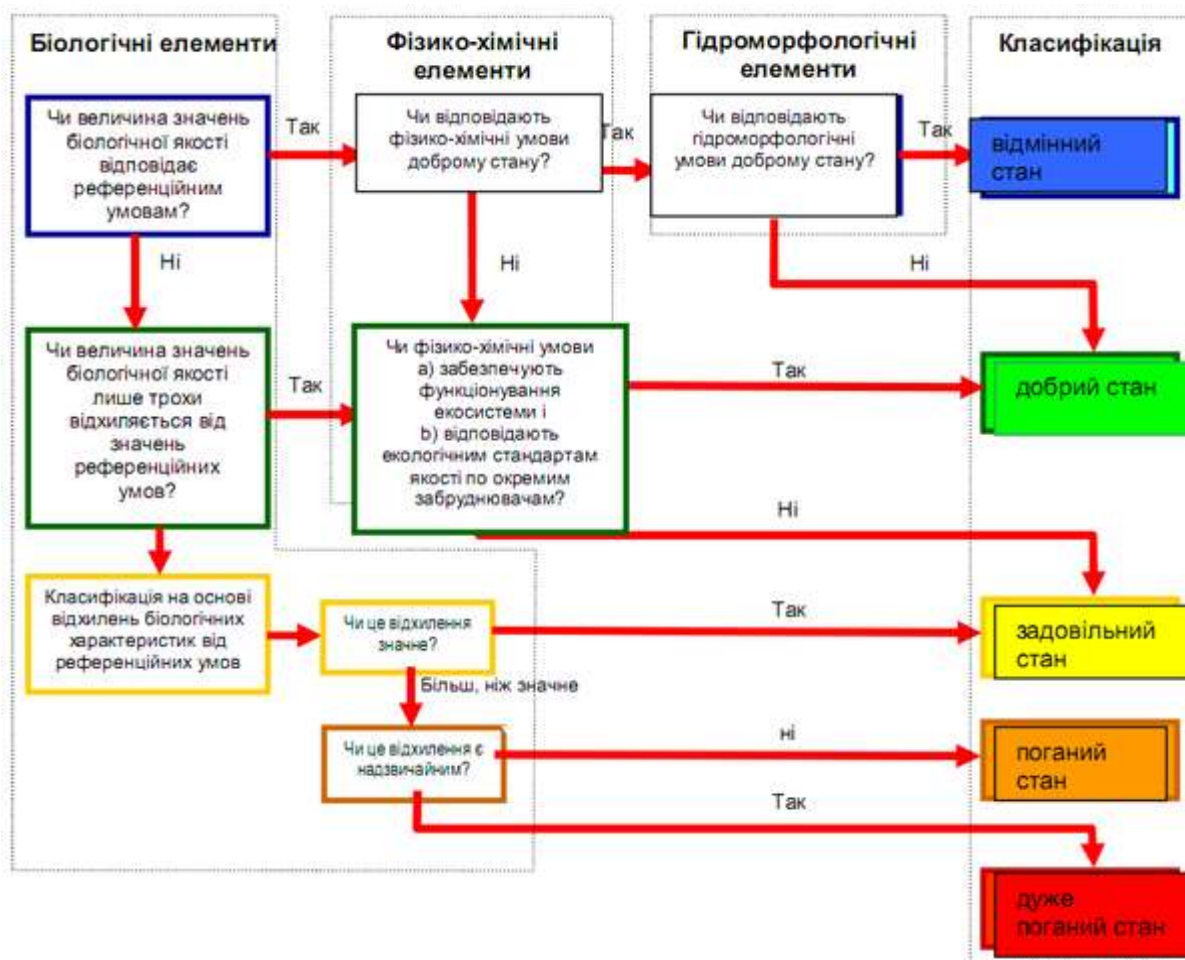 Біологічні елементи
Фізико-хімічні
елементи
Гідроморфологічні
елементи
Класифікація
Чи величина значень
біологічної якості
відповідає
референційним
умовам?
Так
Чи відповідають
фізико-хімічні умови
доброму стану?
Так
Чи відповідають
гідроморфологічні
умови доброму стану?
Так
відмінний
стан
Ні
Ні
Ні
Чи величина значень
біологічної якості
лише трохи
відхиляється від
значень
референційних
умов?
Так
Чи фізико-хімічні умови
а) забезпечують
функціонування
екосистеми і
b) відповідають
екологічним стандартам
якості по окремим
забруднювачам?
Так
добрий стан
Ні
Класифікація на основі
відхилень біологічних
характеристик від
референційних умов
Чи це відхилення
значне?
Так
задовільний
стан
Більш, ніж значне
Чи це відхилення є
надзвичайним?
ні
поганий
стан
Так
дуже
поганий стан